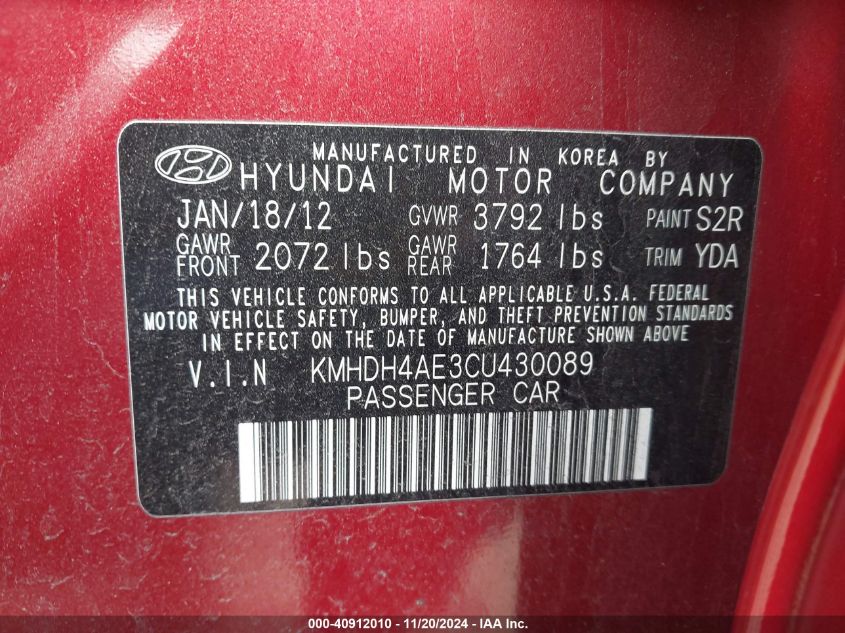 MANUFACTURED IN KOREA BY
HYUNDAI MOTOR COMPANY
JAN/18/12 GVWR 3792 lbs PAINT S2R
GAWR FRONT 2072 lbs GAWR REAR 1764 lbs TRIM YDA
THIS VEHICLE CONFORMS TO ALL APPLICABLE U.S.A. FEDERAL
MOTOR VEHICLE SAFETY, BUMPER, AND THEFT PREVENTION STANDARDS
IN EFFECT ON THE DATE OF MANUFACTURE SHOWN ABOVE
V.I.N KMHDH4AE3CU430089
PASSENGER CAR
000-40912010 - 11/20/2024 - IAA Inc.